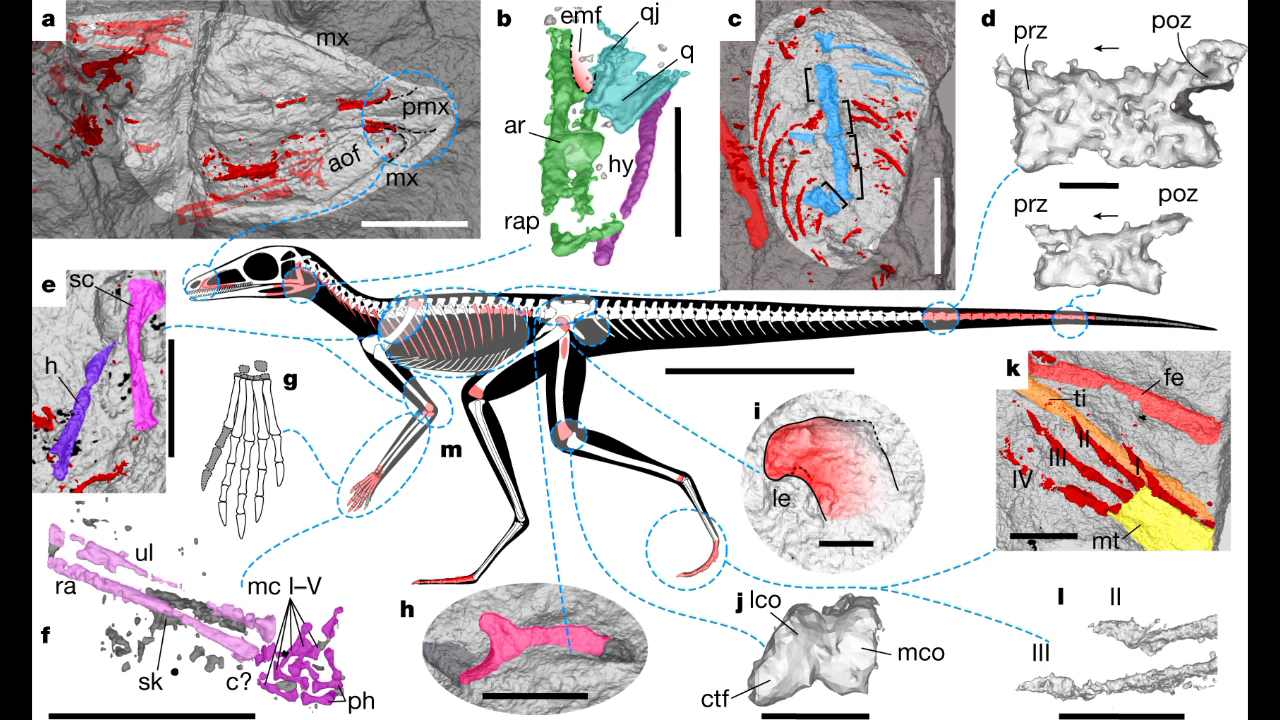 a
mx
pmx
aof
mx
b
emf
qj
q
ar
hy
rap
c
d
prz
poz
prz
poz
e
sc
h
g
m
i
le
k
fe
ti
II
III
I
IV
mt
f
ul
ra
mc I–V
sk
c?
ph
h
j
lco
mco
ctf
l
II
III